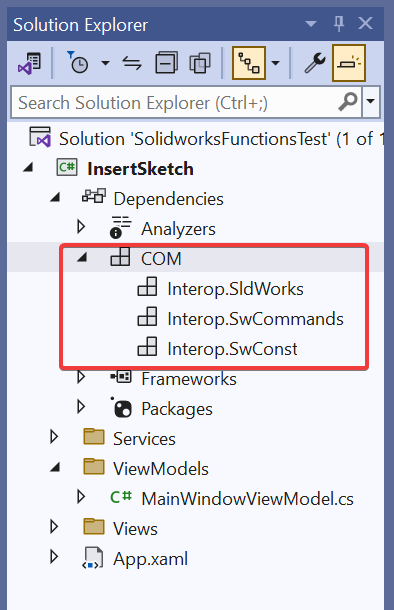 Solution Explorer
Search Solution Explorer (Ctrl+;)
Solution 'SolidworksFunctionsTest' (1 of 1
C# InsertSketch
Dependencies
Analyzers
COM
Interop.SldWorks
Interop.SwCommands
Interop.SwConst
Frameworks
Packages
Services
ViewModels
C# MainWindowViewModel.cs
Views
App.xaml